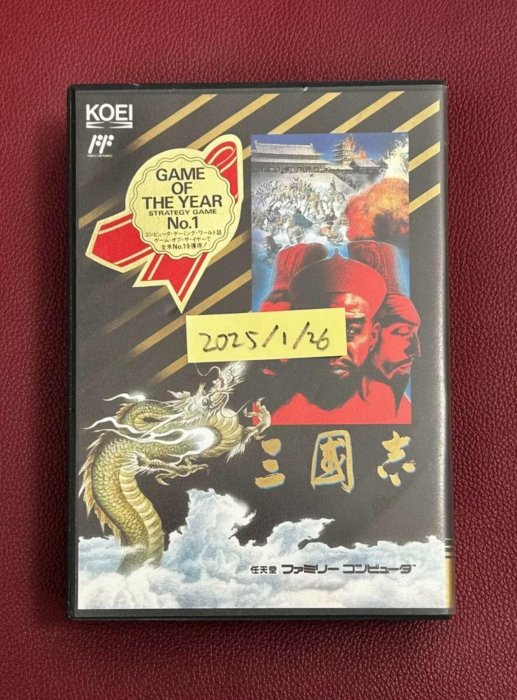 KOEI
GAME
OF
THE YEAR
STRATEGY GAME
No.1
コンピュータ・ゲーミング・ワールド誌
ゲーム・オブ・ザ・イヤーで
全米No.1を獲得!
2025/1/26
三國志
任天堂 ファミリーコンピュータ™